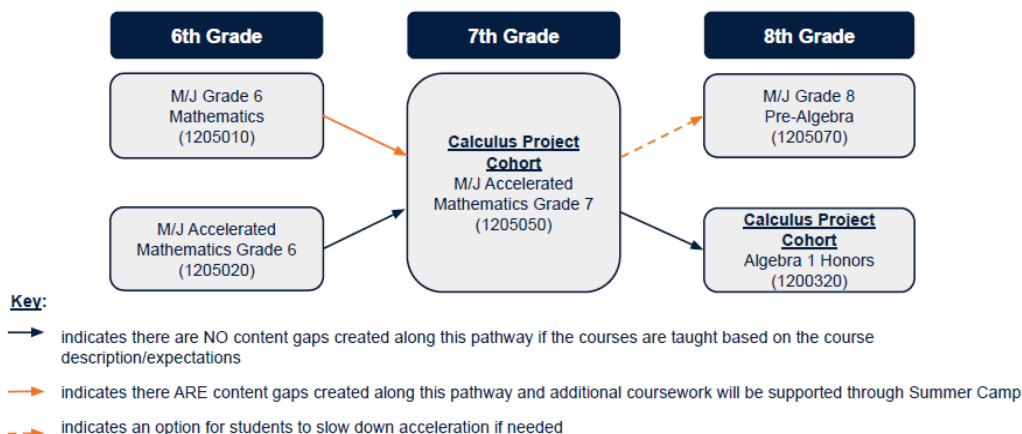 6th Grade
7th Grade
8th Grade
M/J Grade 6
Mathematics
(1205010)
M/J Accelerated
Mathematics Grade 6
(1205020)
Calculus Project
Cohort
M/J Accelerated
Mathematics Grade 7
(1205050)
M/J Grade 8
Pre-Algebra
(1205070)
Calculus Project
Cohort
Algebra 1 Honors
(1200320)
Key:
indicates there are NO content gaps created along this pathway if the courses are taught based on the course
description/expectations
indicates there ARE content gaps created along this pathway and additional coursework will be supported through Summer Camp
indicates an option for students to slow down acceleration if needed